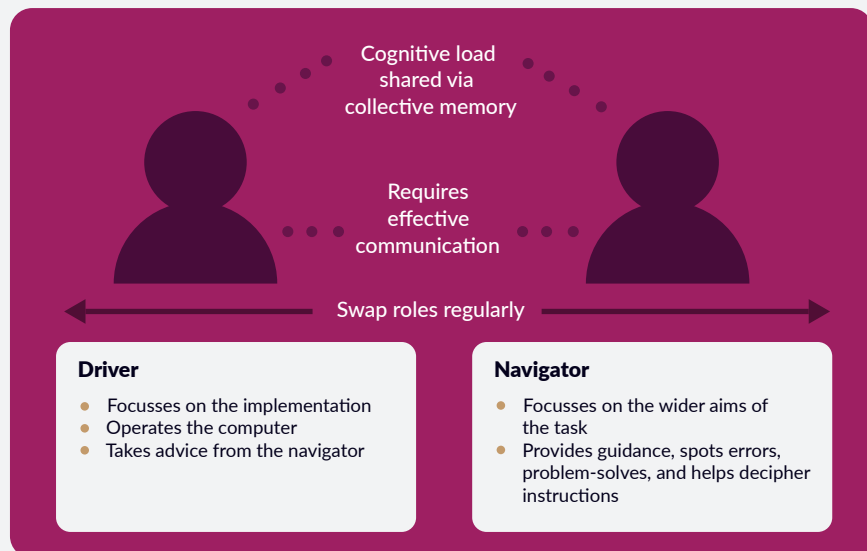 Cognitive load
shared via
collective memory
Requires
effective
communication
Swap roles regularly
Driver
Focusses on the implementation
Operates the computer
Takes advice from the navigator
Navigator
Focusses on the wider aims of
the task
Provides guidance, spots errors,
problem-solves, and helps decipher
instructions